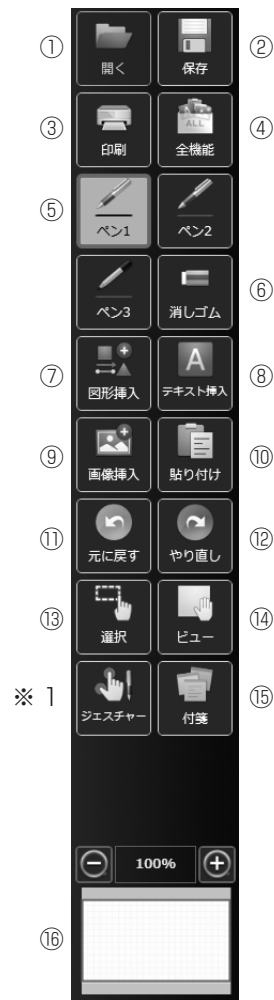 ① 開く 保存 ②
③ 印刷 ALL 全機能 ④
⑤ ペン1 ペン2
ペン3 消しゴム ⑥
⑦ 図形挿入 A テキスト挿入 ⑧
⑨ 画像挿入 貼り付け ⑩
⑪ 元に戻す やり直し ⑫
⑬ 選択 ビュー ⑭
※1 ジェスチャー 付箋 ⑮
100%
⑯